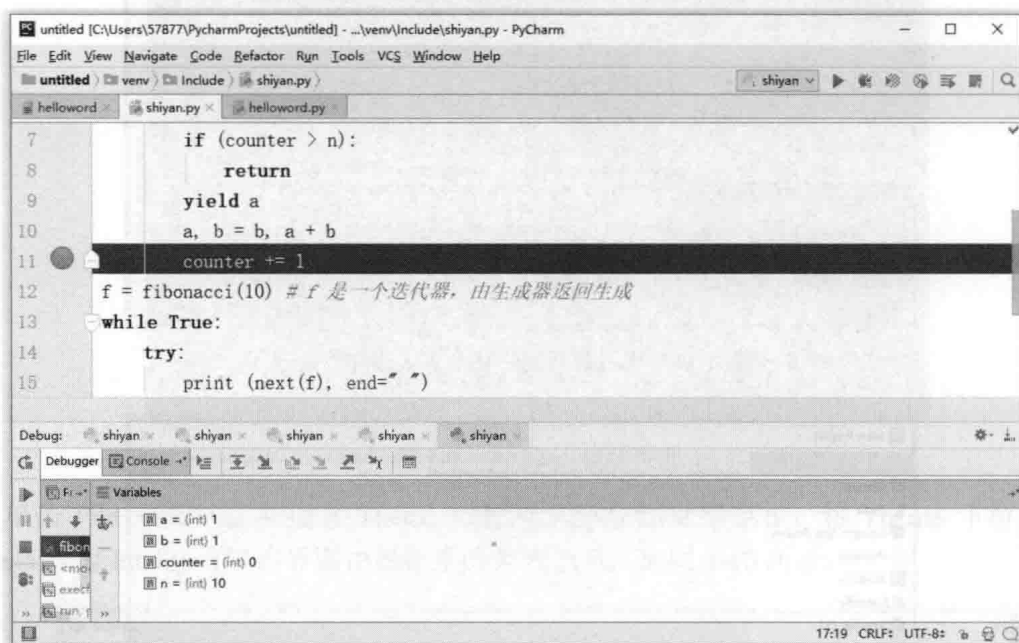 untitled [C:\Users\57877\PycharmProjects\untitled] - ...\venv\Include\shiyan.py - PyCharm
File Edit View Navigate Code Refactor Run Tools VCS Window Help
untitled venv Include shiyan.py shiyan
helloword shiyan.py helloword.py
7 if (counter > n):
8 return
9 yield a
10 a, b = b, a + b
11 counter += 1
12 f = fibonacci(10) # f 是一个迭代器，由生成器返回生成
13 while True:
14 try:
15 print (next(f), end=" ")
Debug: shiyan shiyan shiyan shiyan shiyan
Debugger Console
Variables
a = {int} 1
fibon b = {int} 1
<mo counter = {int} 0
execf n = {int} 10
run, p
17:19 CRLF: UTF-8: